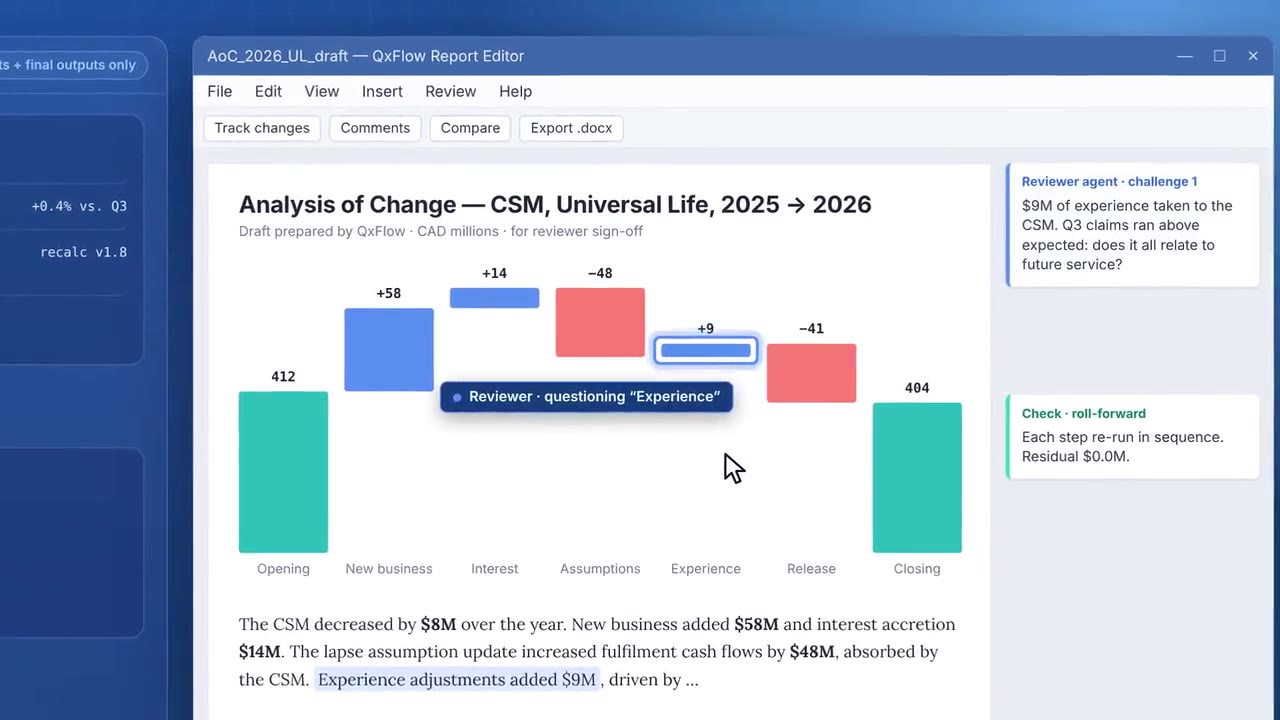 ts + final outputs only
+0.4% vs. Q3
recalc v1.8
AoC_2026_UL_draft — QxFlow Report Editor
File Edit View Insert Review Help
Track changes Comments Compare Export .docx
Analysis of Change — CSM, Universal Life, 2025 → 2026
Draft prepared by QxFlow · CAD millions · for reviewer sign-off
412
+58
+14
−48
+9
−41
404
Reviewer · questioning “Experience”
Opening New business Interest Assumptions Experience Release Closing
The CSM decreased by $8M over the year. New business added $58M and interest accretion
$14M. The lapse assumption update increased fulfilment cash flows by $48M, absorbed by
the CSM. Experience adjustments added $9M, driven by ...
Reviewer agent · challenge 1
$9M of experience taken to the
CSM. Q3 claims ran above
expected: does it all relate to
future service?
Check · roll-forward
Each step re-run in sequence.
Residual $0.0M.